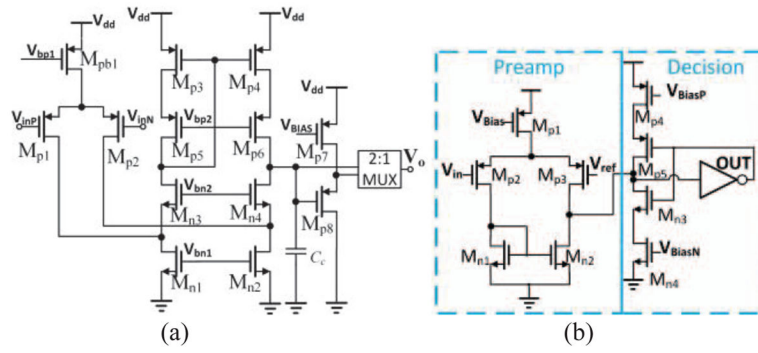 Vdd
Vbp1
Mpb1
VinP
VinN
Mp1
Mp2
Mp3
Mp4
Vbp2
Mp5
Mp6
Vbn2
Mn3
Mn4
Vbn1
Mn1
Mn2
Vdd
VBIAS
Mp7
Mp8
Cc
2:1
MUX
Vo
(a)
Preamp
Decision
VBias
Mp1
Vin
Vref
Mp2
Mp3
Mn1
Mn2
VBiasP
Mp4
Mp5
OUT
Mn3
VBiasN
Mn4
(b)
Vdd
Vdd